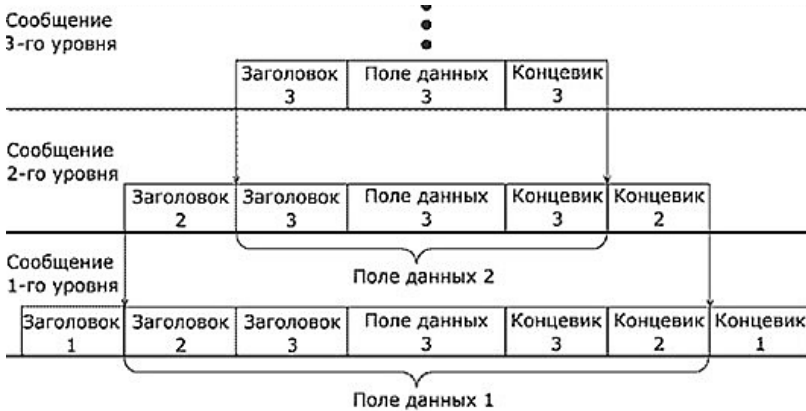 Сообщение
3-го уровня
Заголовок Поле данных Концевик
3 3 3
Сообщение
2-го уровня
Заголовок Заголовок Поле данных Концевик Концевик
2 3 3 3 2
Поле данных 2
Сообщение
1-го уровня
Заголовок Заголовок Заголовок Поле данных Концевик Концевик Концевик
1 2 3 3 3 2 1
Поле данных 1